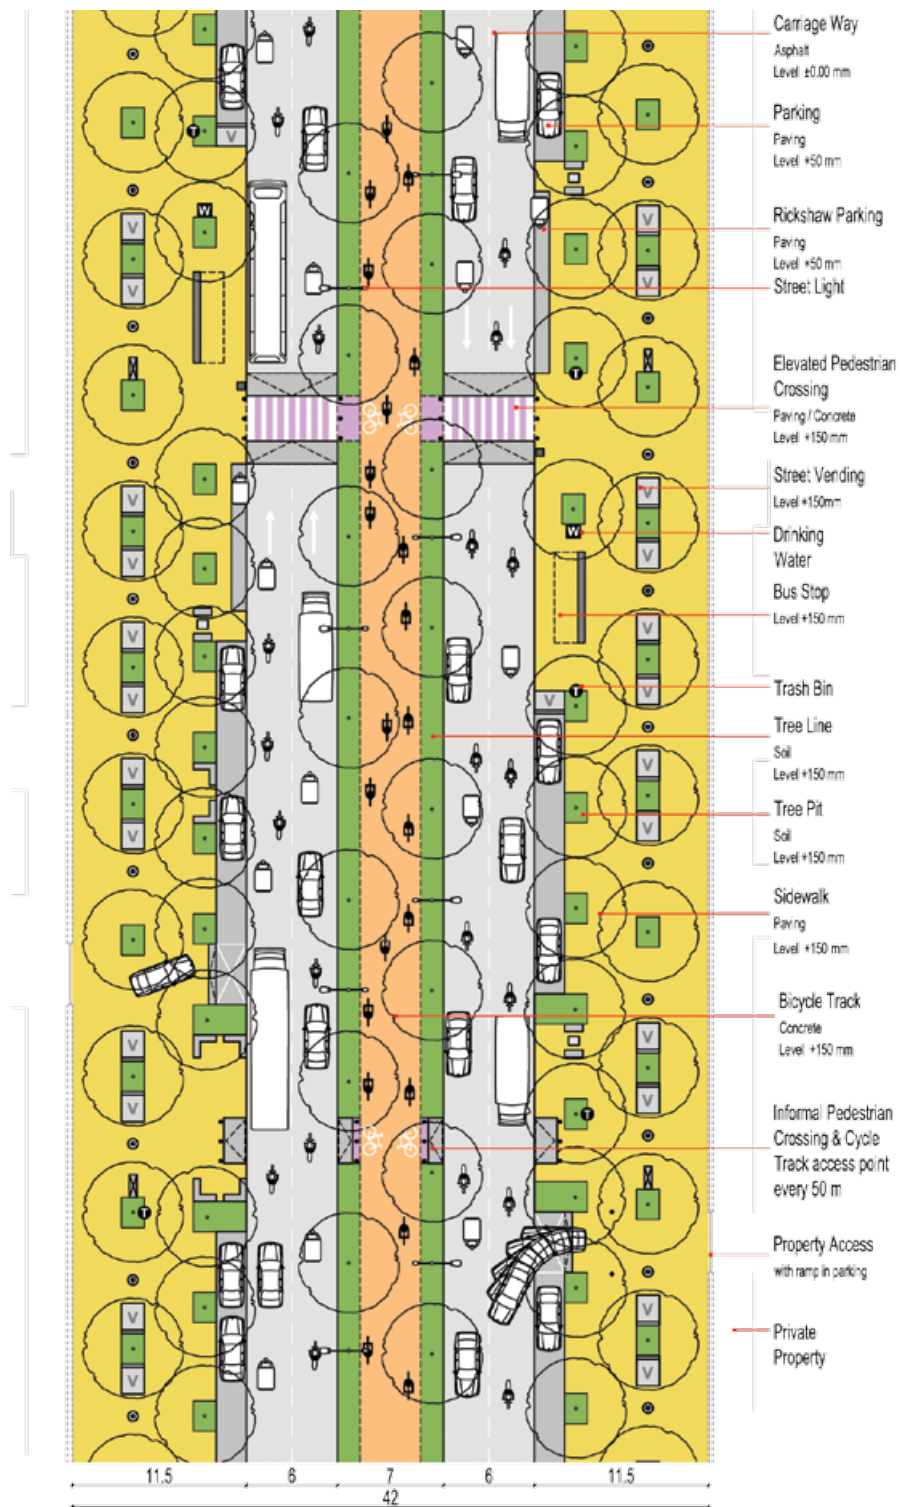 Carriage Way
Asphalt
Level ±0.00 mm
Parking
Paving
Level +50 mm
Rickshaw Parking
Paving
Level +50 mm
Street Light
Elevated Pedestrian
Crossing
Paving / Concrete
Level +150 mm
Street Vending
Level +150mm
Drinking
Water
Bus Stop
Level +150 mm
Trash Bin
Tree Line
Soil
Level +150 mm
Tree Pit
Soil
Level +150 mm
Sidewalk
Paving
Level +150 mm
Bicycle Track
Concrete
Level +150 mm
Informal Pedestrian
Crossing & Cycle
Track access point
every 50 m
Property Access
with ramp in parking
Private
Property
T
V
W
V
V
T
V
V
V
V
V
V
V
V
V
V
T
V
V
V
V
T
V
V
W
V
V
T
V
V
V
V
V
T
V
V
11.5 6 7 6 11.5
42